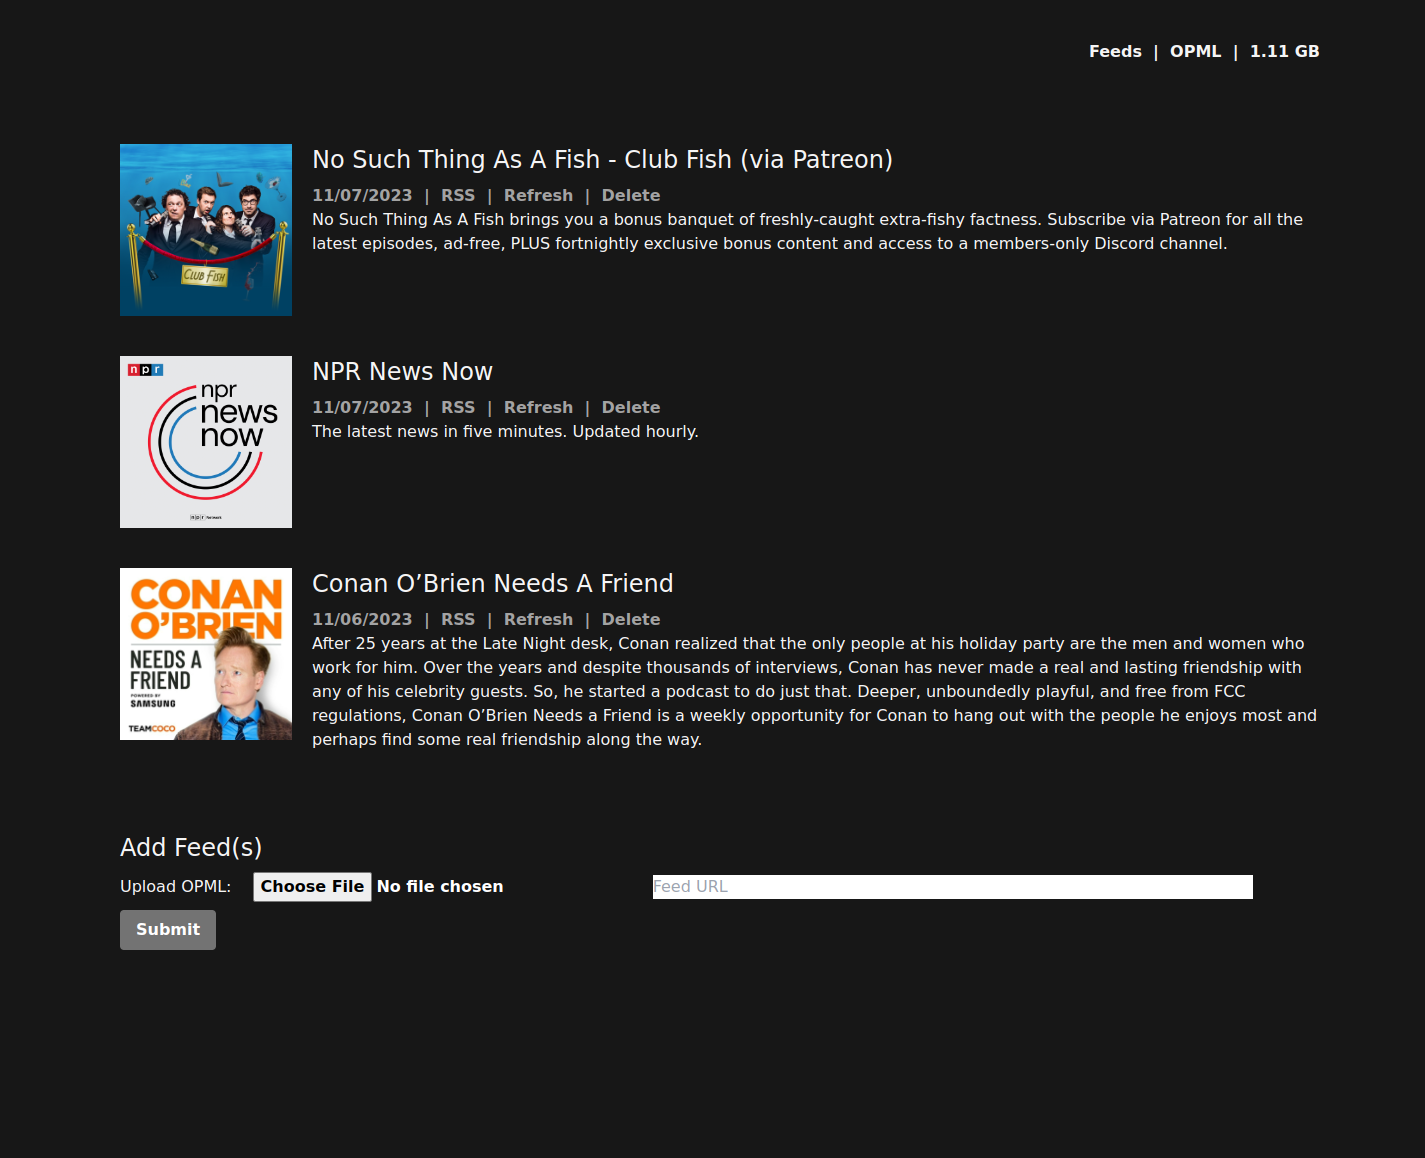 Feeds | OPML | 1.11 GB
No Such Thing As A Fish - Club Fish (via Patreon)
11/07/2023 | RSS | Refresh | Delete
No Such Thing As A Fish brings you a bonus banquet of freshly-caught extra-fishy factness. Subscribe via Patreon for all the
latest episodes, ad-free, PLUS fortnightly exclusive bonus content and access to a members-only Discord channel.
CLUB FISH
npr
npr
news
now
npr Network
NPR News Now
11/07/2023 | RSS | Refresh | Delete
The latest news in five minutes. Updated hourly.
CONAN
O’BRIEN
NEEDS A
FRIEND
POWERED BY
SAMSUNG
TEAMCOCO
Conan O’Brien Needs A Friend
11/06/2023 | RSS | Refresh | Delete
After 25 years at the Late Night desk, Conan realized that the only people at his holiday party are the men and women who
work for him. Over the years and despite thousands of interviews, Conan has never made a real and lasting friendship with
any of his celebrity guests. So, he started a podcast to do just that. Deeper, unboundedly playful, and free from FCC
regulations, Conan O’Brien Needs a Friend is a weekly opportunity for Conan to hang out with the people he enjoys most and
perhaps find some real friendship along the way.
Add Feed(s)
Upload OPML: Choose File No file chosen Feed URL
Submit